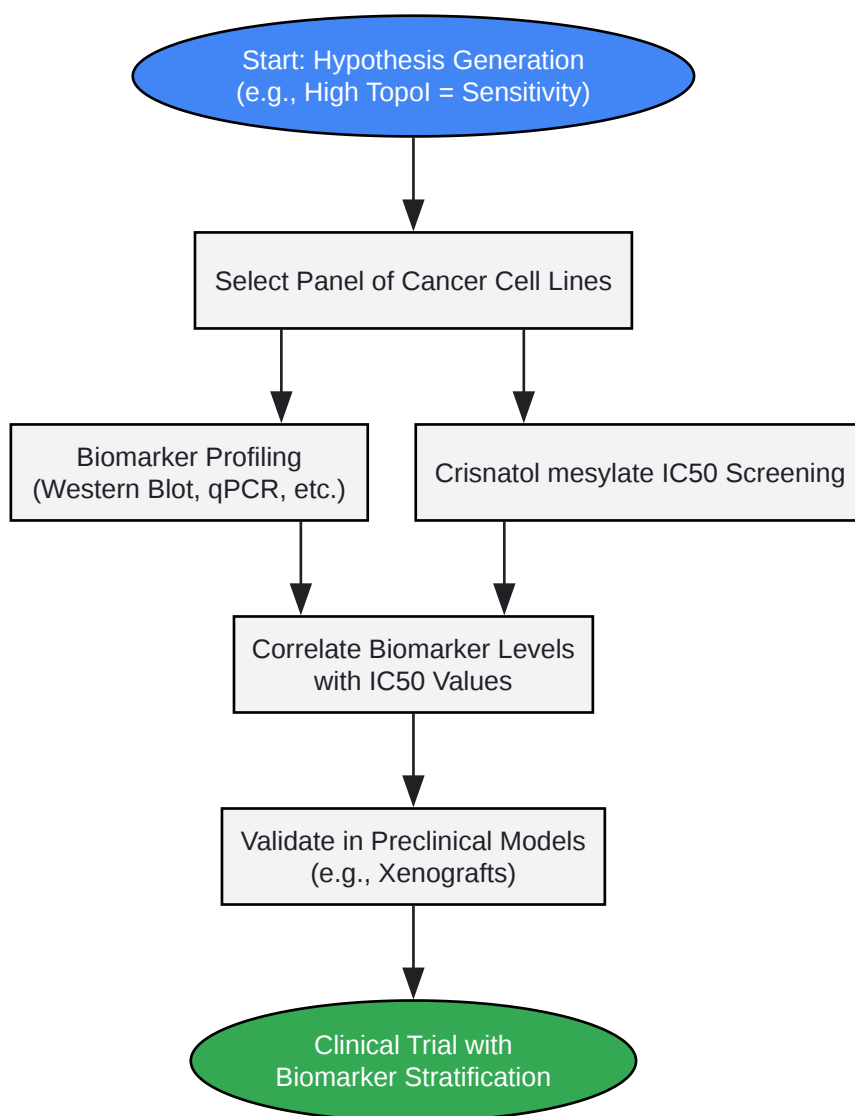 Start: Hypothesis Generation
(e.g., High TopoI = Sensitivity)
Select Panel of Cancer Cell Lines
Biomarker Profiling
(Western Blot, qPCR, etc.)
Crisnatol mesylate IC50 Screening
Correlate Biomarker Levels
with IC50 Values
Validate in Preclinical Models
(e.g., Xenografts)
Clinical Trial with
Biomarker Stratification